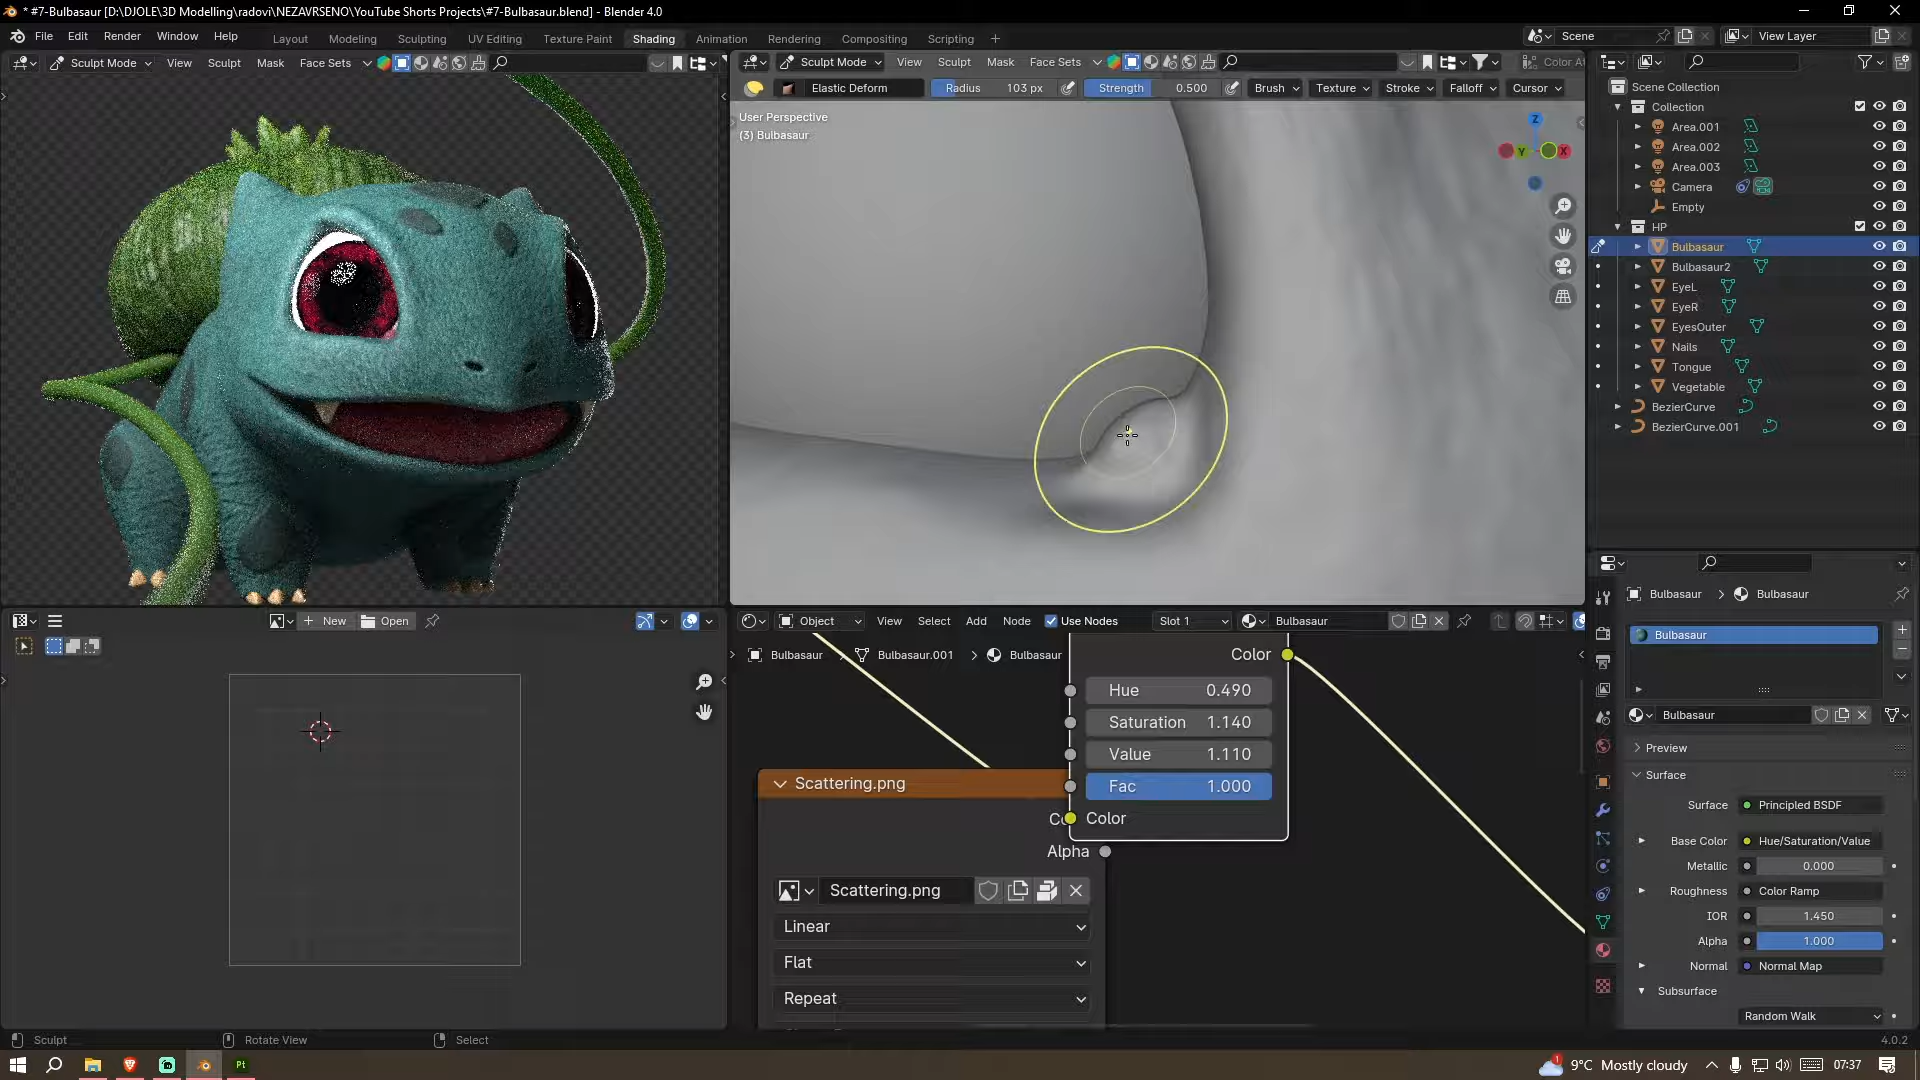 * #7-Bulbasaur [D:\DJOLE\3D Modelling\radovi\NEZAVRSENO\YouTube Shorts Projects\#7-Bulbasaur.blend] - Blender 4.0
File Edit Render Window Help Layout Modeling Sculpting UV Editing Texture Paint Shading Animation Rendering Compositing Scripting + Scene View Layer
Sculpt Mode View Sculpt Mask Face Sets
Sculpt Mode View Sculpt Mask Face Sets
Elastic Deform Radius 103 px Strength 0.500 Brush Texture Stroke Falloff Cursor
User Perspective
(3) Bulbasaur
Z
Y X
Scene Collection
Collection
Area.001
Area.002
Area.003
Camera
Empty
HP
Bulbasaur
Bulbasaur2
EyeL
EyeR
EyesOuter
Nails
Tongue
Vegetable
BezierCurve
BezierCurve.001
+ New Open
Object View Select Add Node Use Nodes Slot 1 Bulbasaur
Bulbasaur > Bulbasaur.001 > Bulbasaur
Color
Hue 0.490
Saturation 1.140
Value 1.110
Fac 1.000
Color
Scattering.png
Alpha
Scattering.png
Linear
Flat
Repeat
Bulbasaur > Bulbasaur
Bulbasaur
Bulbasaur
Preview
Surface
Surface Principled BSDF
Base Color Hue/Saturation/Value
Metallic 0.000
Roughness Color Ramp
IOR 1.450
Alpha 1.000
Normal Normal Map
Subsurface
Random Walk
Sculpt Rotate View Select 4.0.2
Pt 1 9°C Mostly cloudy 07:37